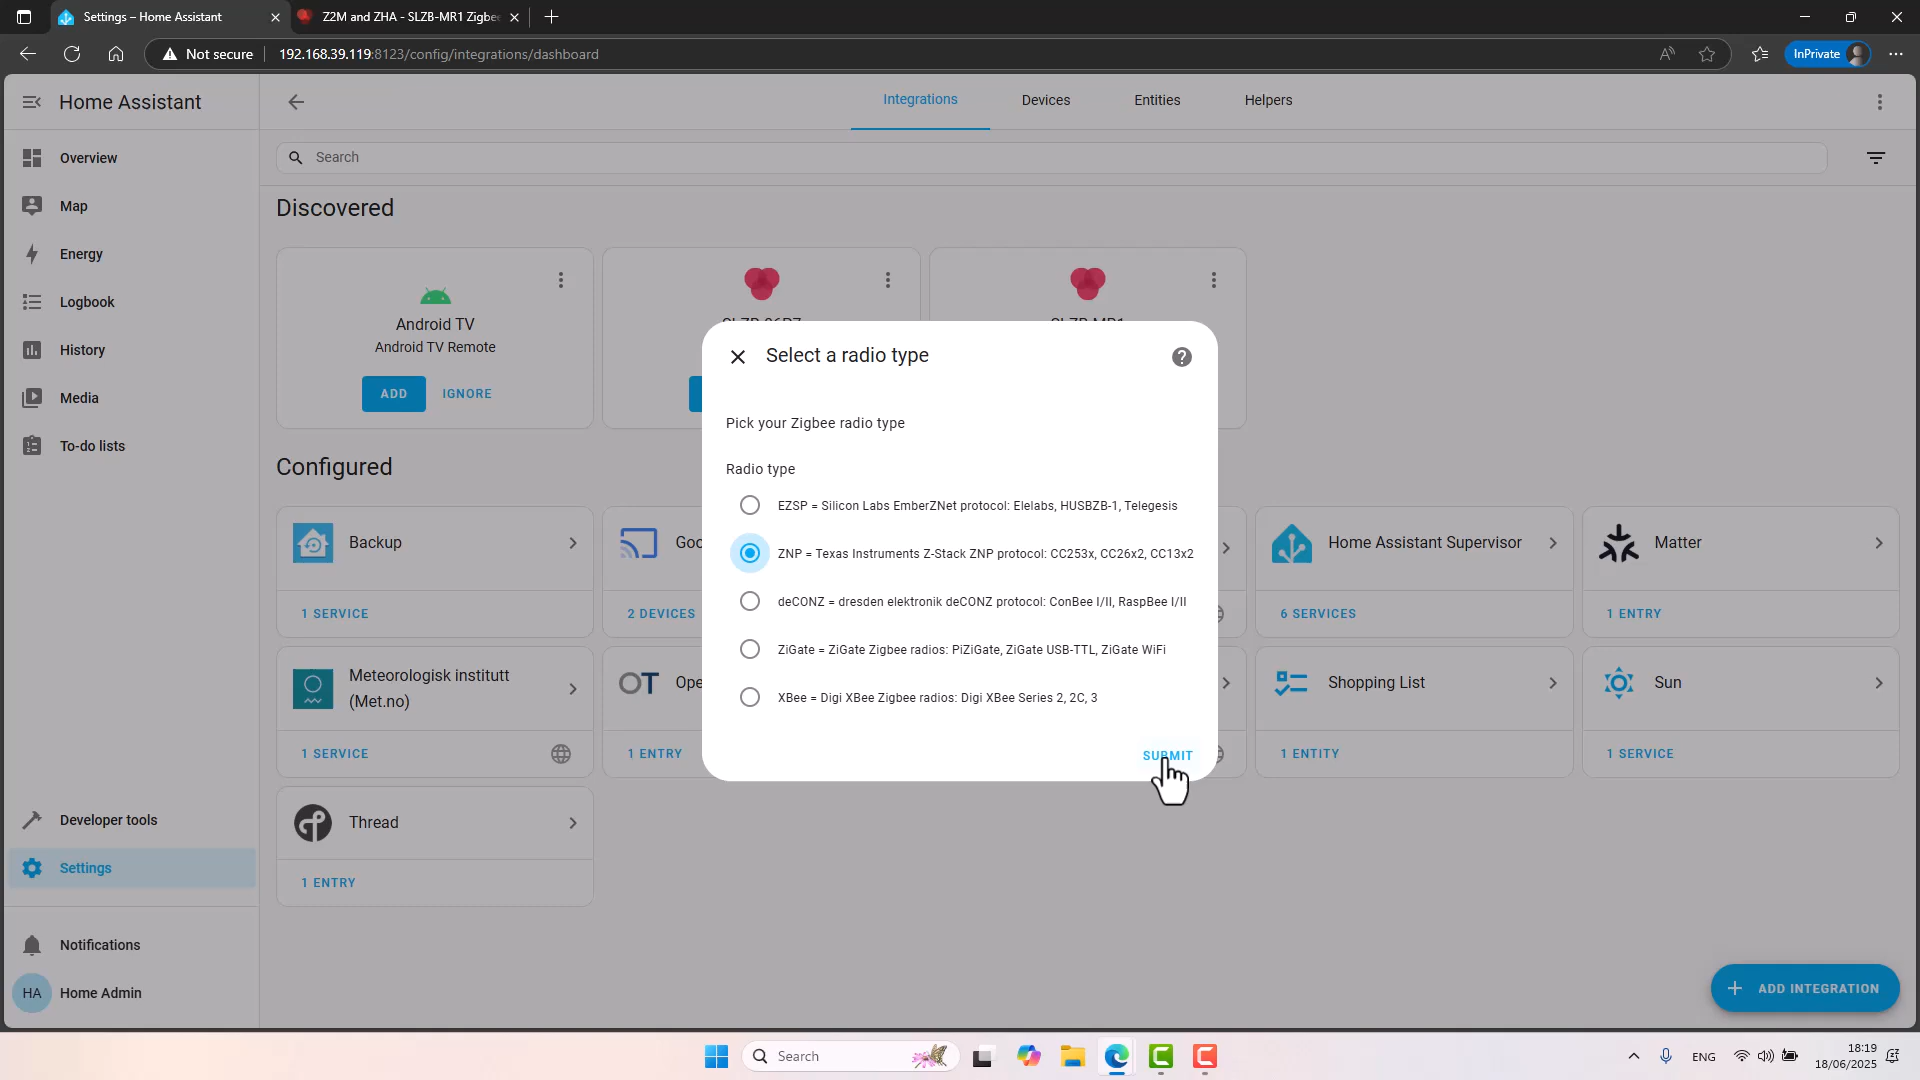 Settings – Home Assistant
Z2M and ZHA - SLZB-MR1 Zigbe
Not secure
192.168.39.119:8123/config/integrations/dashboard
InPrivate
Home Assistant
Integrations
Devices
Entities
Helpers
Overview
Map
Energy
Logbook
History
Media
To-do lists
Developer tools
Settings
Notifications
HA
Home Admin
Search
Discovered
Android TV
Android TV Remote
ADD
IGNORE
Configured
Backup
1 SERVICE
Goo
2 DEVICES
Home Assistant Supervisor
6 SERVICES
Matter
1 ENTRY
Meteorologisk institutt
(Met.no)
1 SERVICE
OT
Ope
1 ENTRY
Shopping List
1 ENTITY
Sun
1 SERVICE
Thread
1 ENTRY
Select a radio type
Pick your Zigbee radio type
Radio type
EZSP = Silicon Labs EmberZNet protocol: Elelabs, HUSBZB-1, Telegesis
ZNP = Texas Instruments Z-Stack ZNP protocol: CC253x, CC26x2, CC13x2
deCONZ = dresden elektronik deCONZ protocol: ConBee I/II, RaspBee I/II
ZiGate = ZiGate Zigbee radios: PiZiGate, ZiGate USB-TTL, ZiGate WiFi
XBee = Digi XBee Zigbee radios: Digi XBee Series 2, 2C, 3
SUBMIT
ADD INTEGRATION
Search
ENG
18:19
18/06/2025